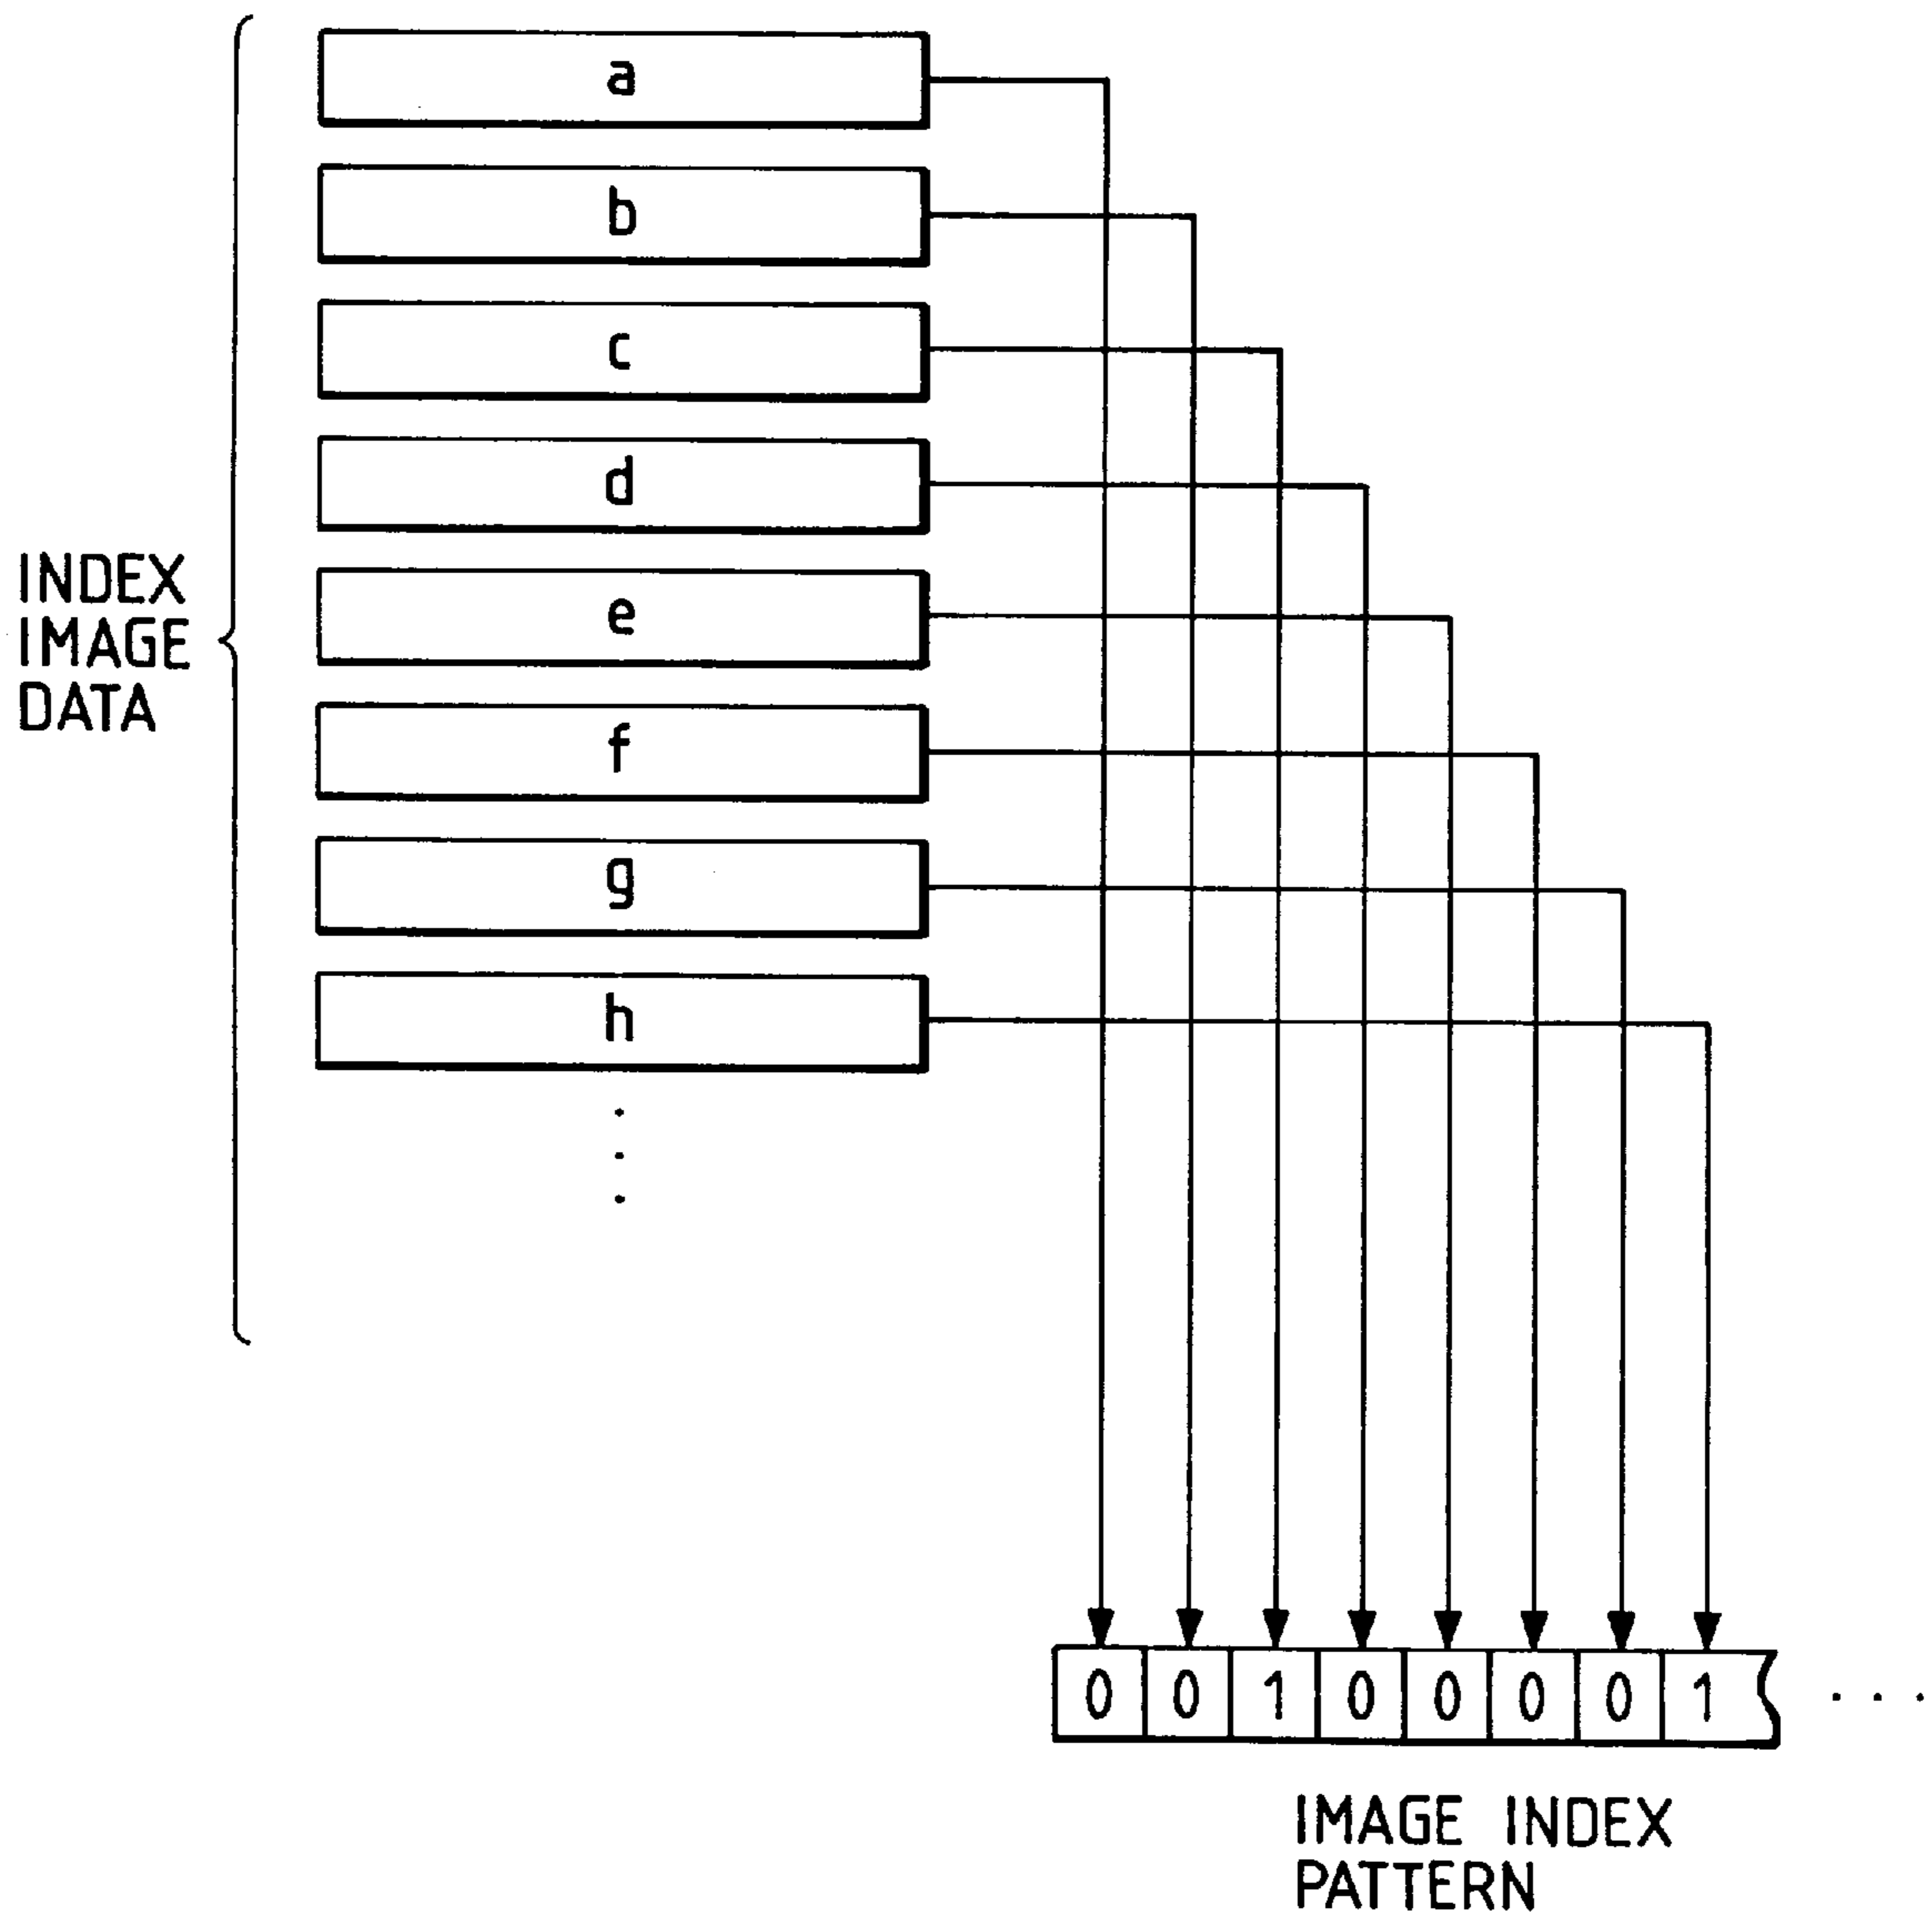 a
b
c
d
e
f
g
h
INDEX
IMAGE
DATA
0 0 1 0 0 0 0 1 . . .
IMAGE INDEX
PATTERN